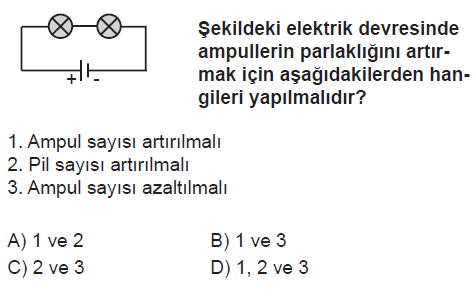 Şekildeki elektrik devresinde
ampullerin parlaklığını artır-
mak için aşağıdakilerden han-
gileri yapılmalıdır?
+ -
1. Ampul sayısı artırılmalı
2. Pil sayısı artırılmalı
3. Ampul sayısı azaltılmalı
A) 1 ve 2 B) 1 ve 3
C) 2 ve 3 D) 1, 2 ve 3